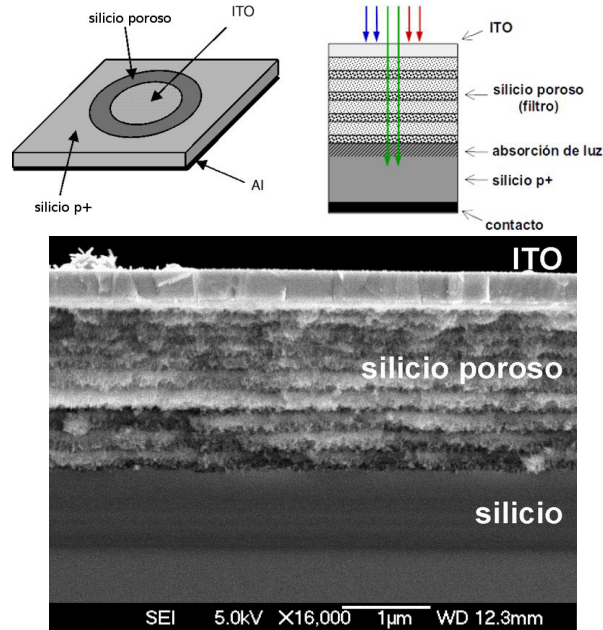 silicio poroso
ITO
silicio p+
Al
ITO
silicio poroso
(filtro)
absorción de luz
silicio p+
contacto
ITO
silicio poroso
silicio
SEI 5.0kV X16,000 1μm WD 12.3mm